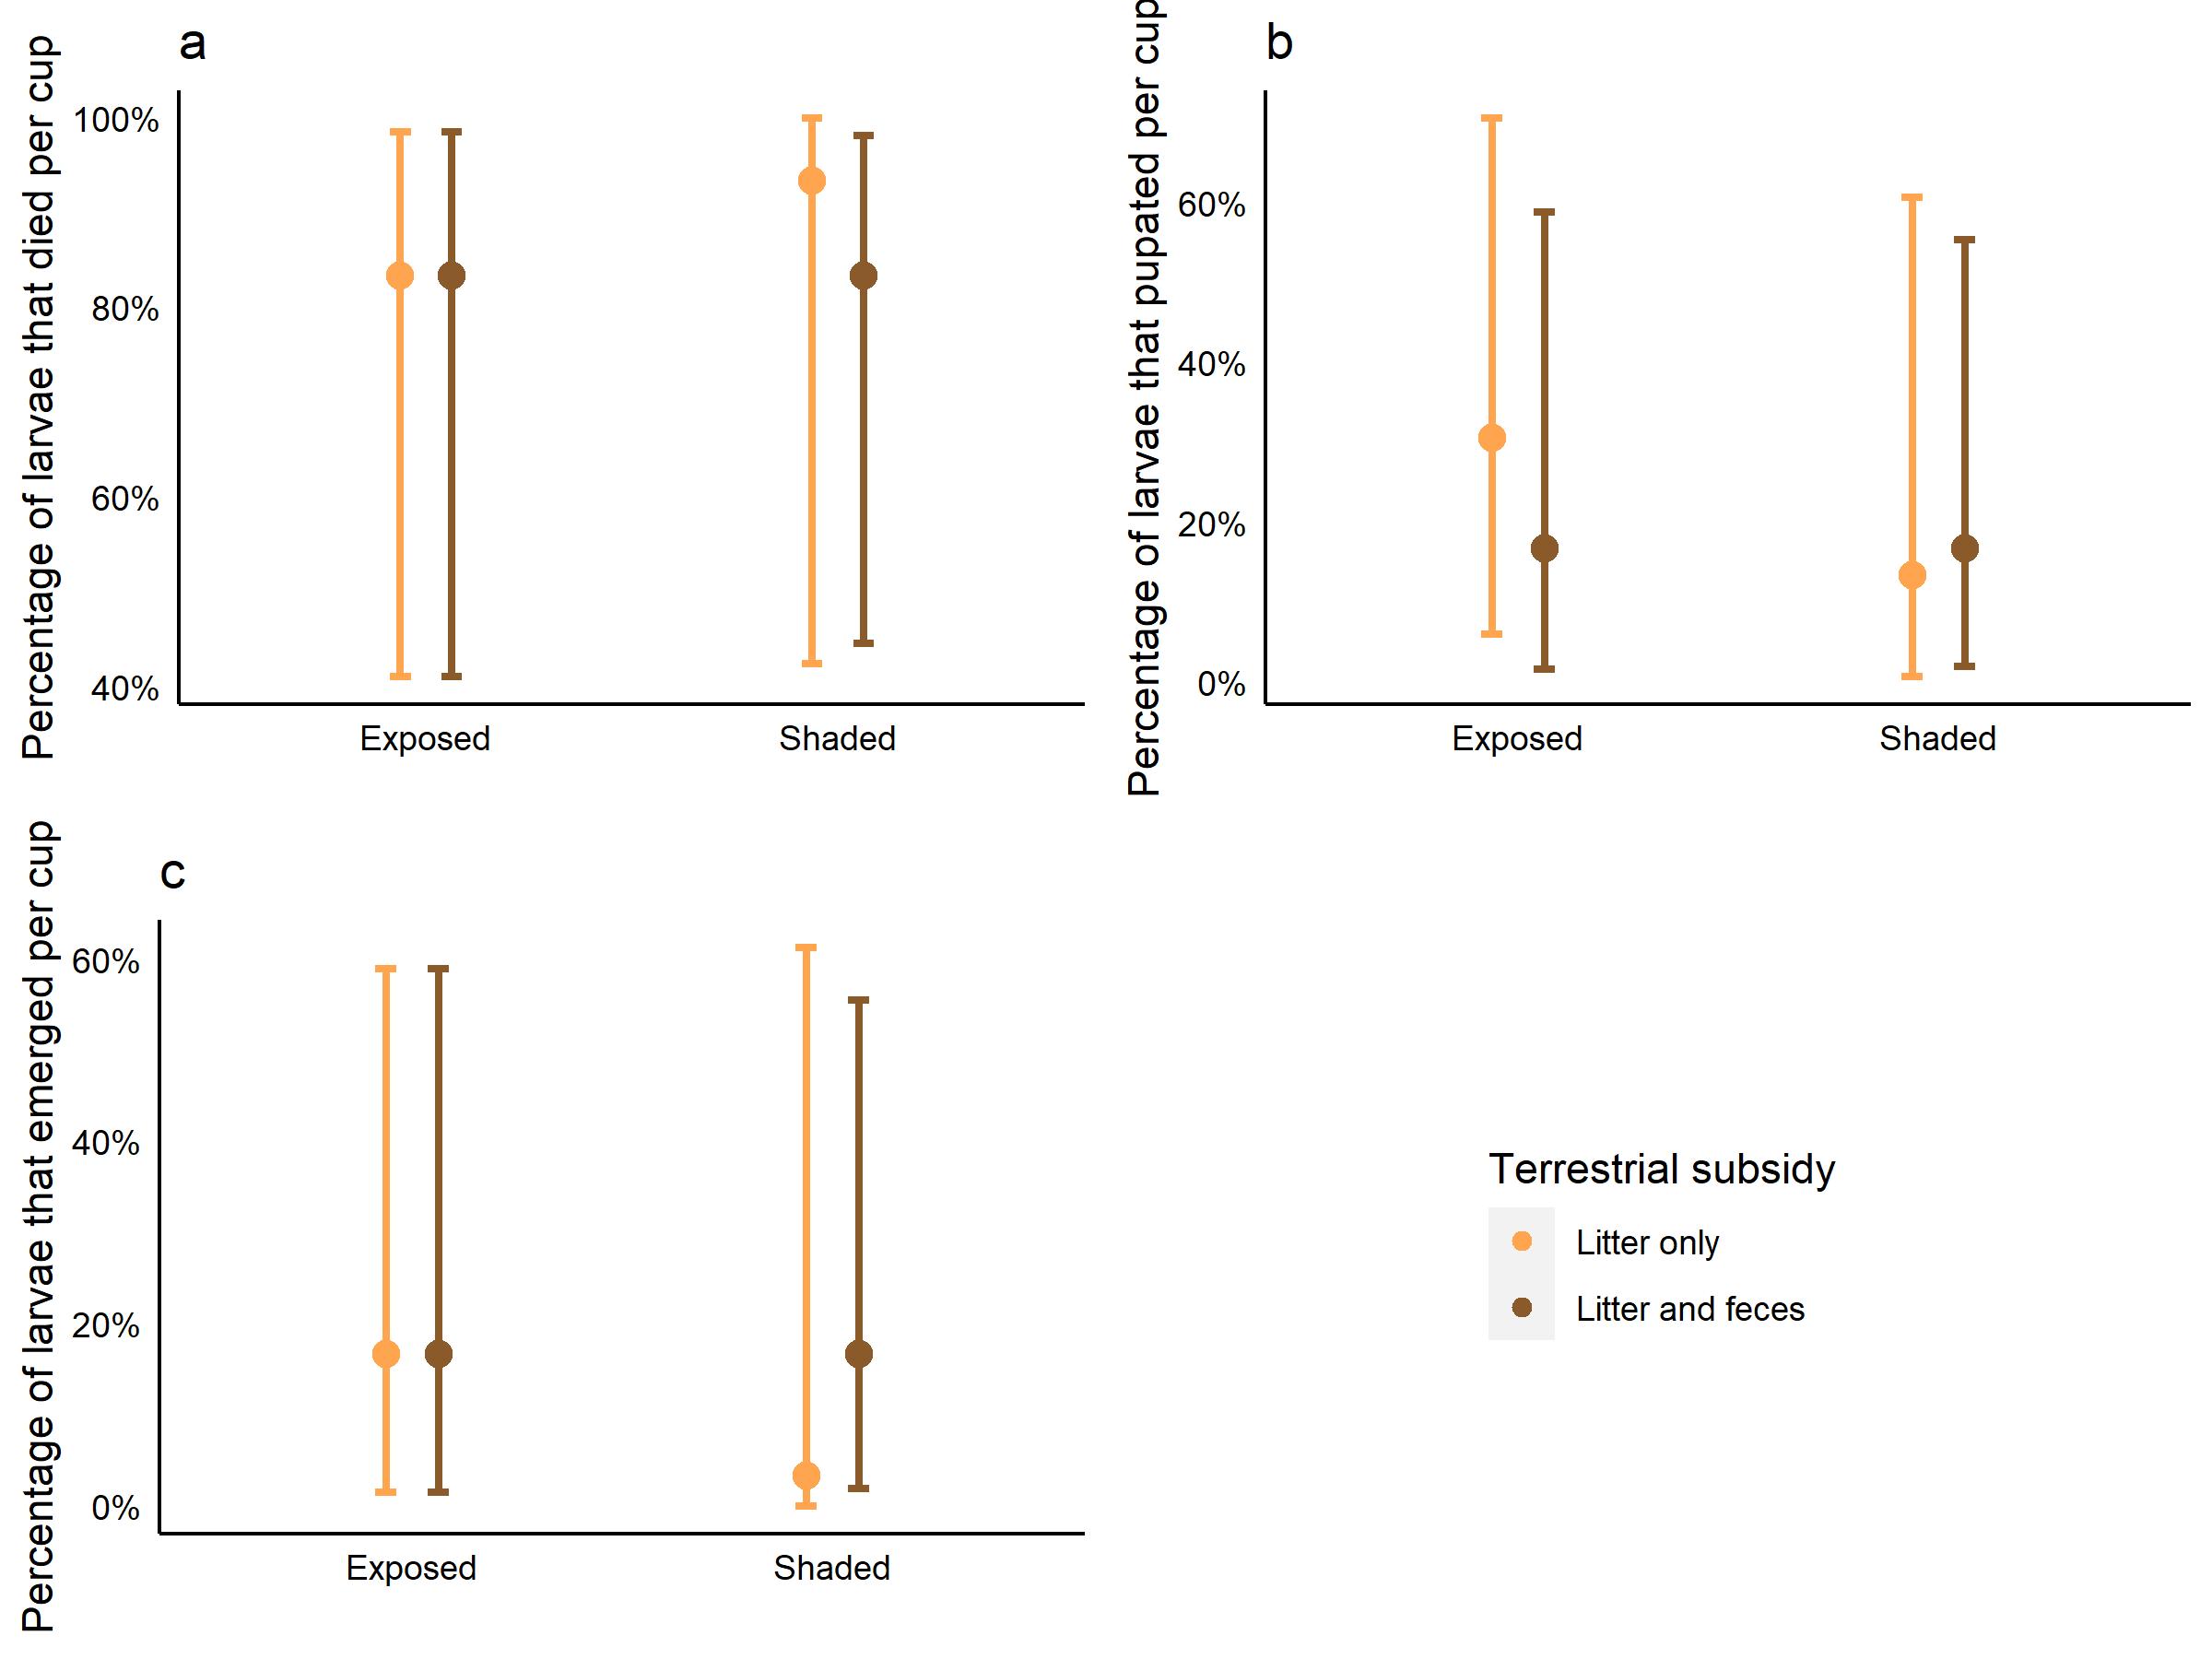 a
Percentage of larvae that died per cup
100%
80%
60%
40%
Exposed Shaded
b
Percentage of larvae that pupated per cup
60%
40%
20%
0%
Exposed Shaded
c
Percentage of larvae that emerged per cup
60%
40%
20%
0%
Exposed Shaded
Terrestrial subsidy
Litter only
Litter and feces